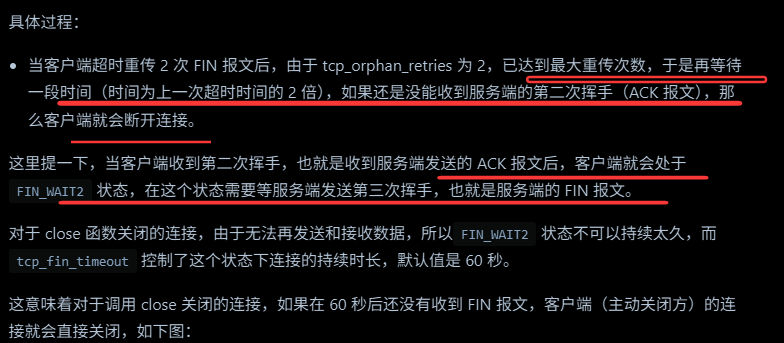 具体过程：
• 当客户端超时重传 2 次 FIN 报文后，由于 tcp_orphan_retries 为 2，已达到最大重传次数，于是再等待
一段时间（时间为上一次超时时间的 2 倍），如果还是没能收到服务端的第二次挥手（ACK 报文），那
么客户端就会断开连接。
这里提一下，当客户端收到第二次挥手，也就是收到服务端发送的 ACK 报文后，客户端就会处于
FIN_WAIT2 状态，在这个状态需要等服务端发送第三次挥手，也就是服务端的 FIN 报文。
对于 close 函数关闭的连接，由于无法再发送和接收数据，所以 FIN_WAIT2 状态不可以持续太久，而
tcp_fin_timeout 控制了这个状态下连接的持续时长，默认值是 60 秒。
这意味着对于调用 close 关闭的连接，如果在 60 秒后还没有收到 FIN 报文，客户端（主动关闭方）的连
接就会直接关闭，如下图：